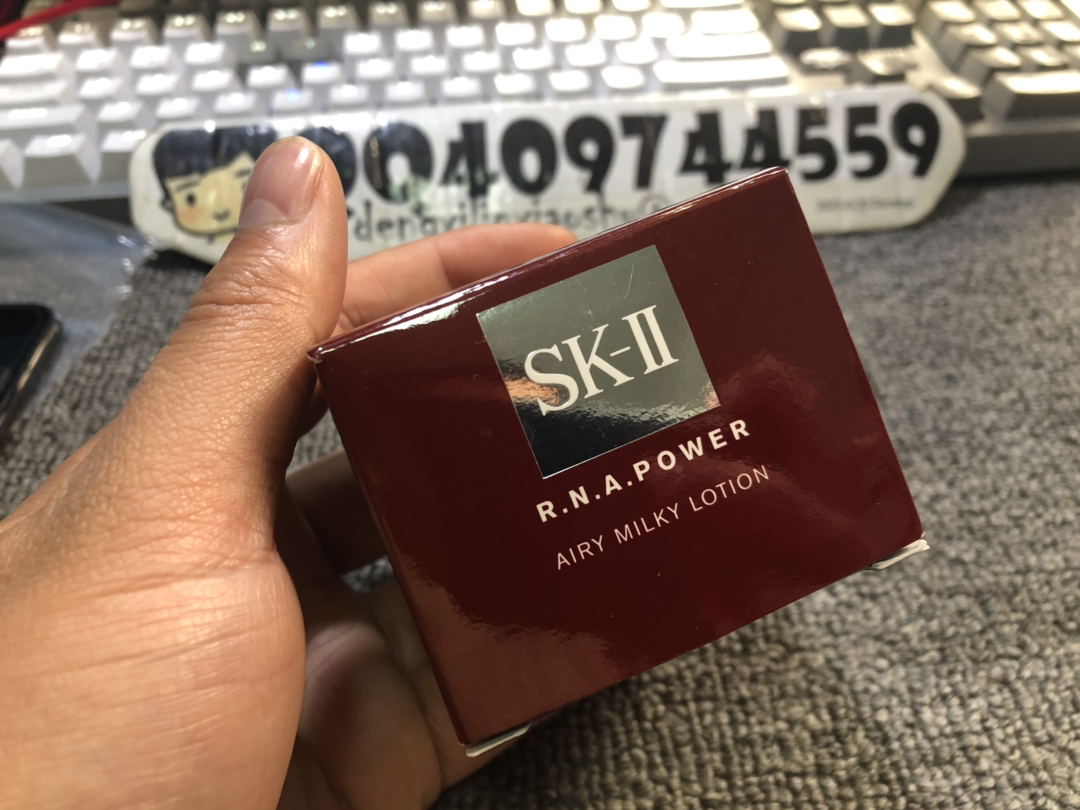 00409744559
SK-II
R.N.A.POWER
AIRY MILKY LOTION